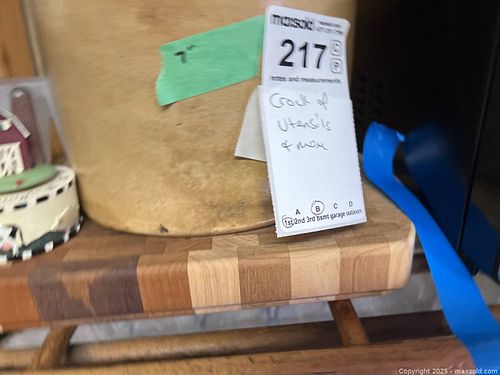 7"
maxsold
217
notes and measurements
Crock of
Utensils
& more
A B C D
1st 2nd 3rd bsmt garage outdoors
Copyright 2025 - maxsold.com